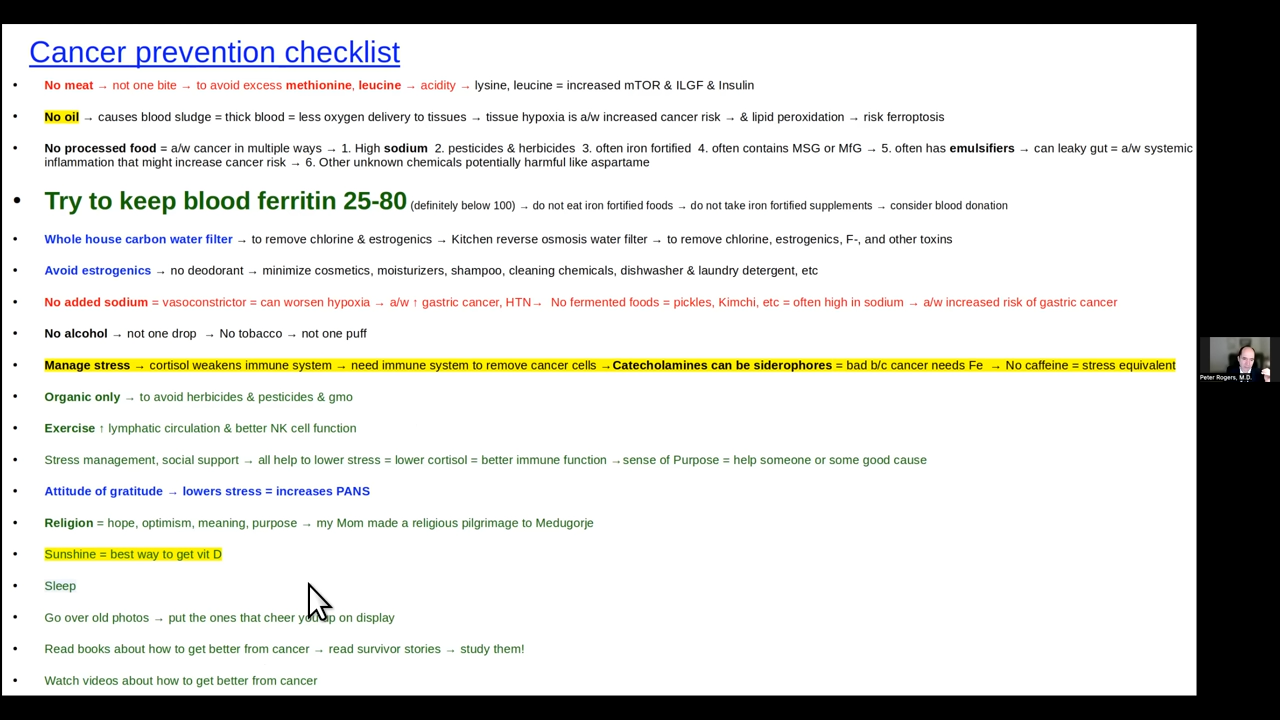 Cancer prevention checklist
• No meat → not one bite → to avoid excess methionine, leucine → acidity → lysine, leucine = increased mTOR & ILGF & Insulin
• No oil → causes blood sludge = thick blood = less oxygen delivery to tissues → tissue hypoxia is a/w increased cancer risk → & lipid peroxidation → risk ferroptosis
• No processed food = a/w cancer in multiple ways → 1. High sodium 2. pesticides & herbicides 3. often iron fortified 4. often contains MSG or MfG → 5. often has emulsifiers → can leaky gut = a/w systemic
inflammation that might increase cancer risk → 6. Other unknown chemicals potentially harmful like aspartame
• Try to keep blood ferritin 25-80 (definitely below 100) → do not eat iron fortified foods → do not take iron fortified supplements → consider blood donation
• Whole house carbon water filter → to remove chlorine & estrogenics → Kitchen reverse osmosis water filter → to remove chlorine, estrogenics, F-, and other toxins
• Avoid estrogenics → no deodorant → minimize cosmetics, moisturizers, shampoo, cleaning chemicals, dishwasher & laundry detergent, etc
• No added sodium = vasoconstrictor = can worsen hypoxia → a/w ↑ gastric cancer, HTN→ No fermented foods = pickles, Kimchi, etc = often high in sodium → a/w increased risk of gastric cancer
• No alcohol → not one drop → No tobacco → not one puff
• Manage stress → cortisol weakens immune system → need immune system to remove cancer cells →Catecholamines can be siderophores = bad b/c cancer needs Fe → No caffeine = stress equivalent
• Organic only → to avoid herbicides & pesticides & gmo
• Exercise ↑ lymphatic circulation & better NK cell function
• Stress management, social support → all help to lower stress = lower cortisol = better immune function →sense of Purpose = help someone or some good cause
• Attitude of gratitude → lowers stress = increases PANS
• Religion = hope, optimism, meaning, purpose → my Mom made a religious pilgrimage to Medugorje
• Sunshine = best way to get vit D
• Sleep
• Go over old photos → put the ones that cheer you up on display
• Read books about how to get better from cancer → read survivor stories → study them!
• Watch videos about how to get better from cancer
Peter Rogers, M.D.